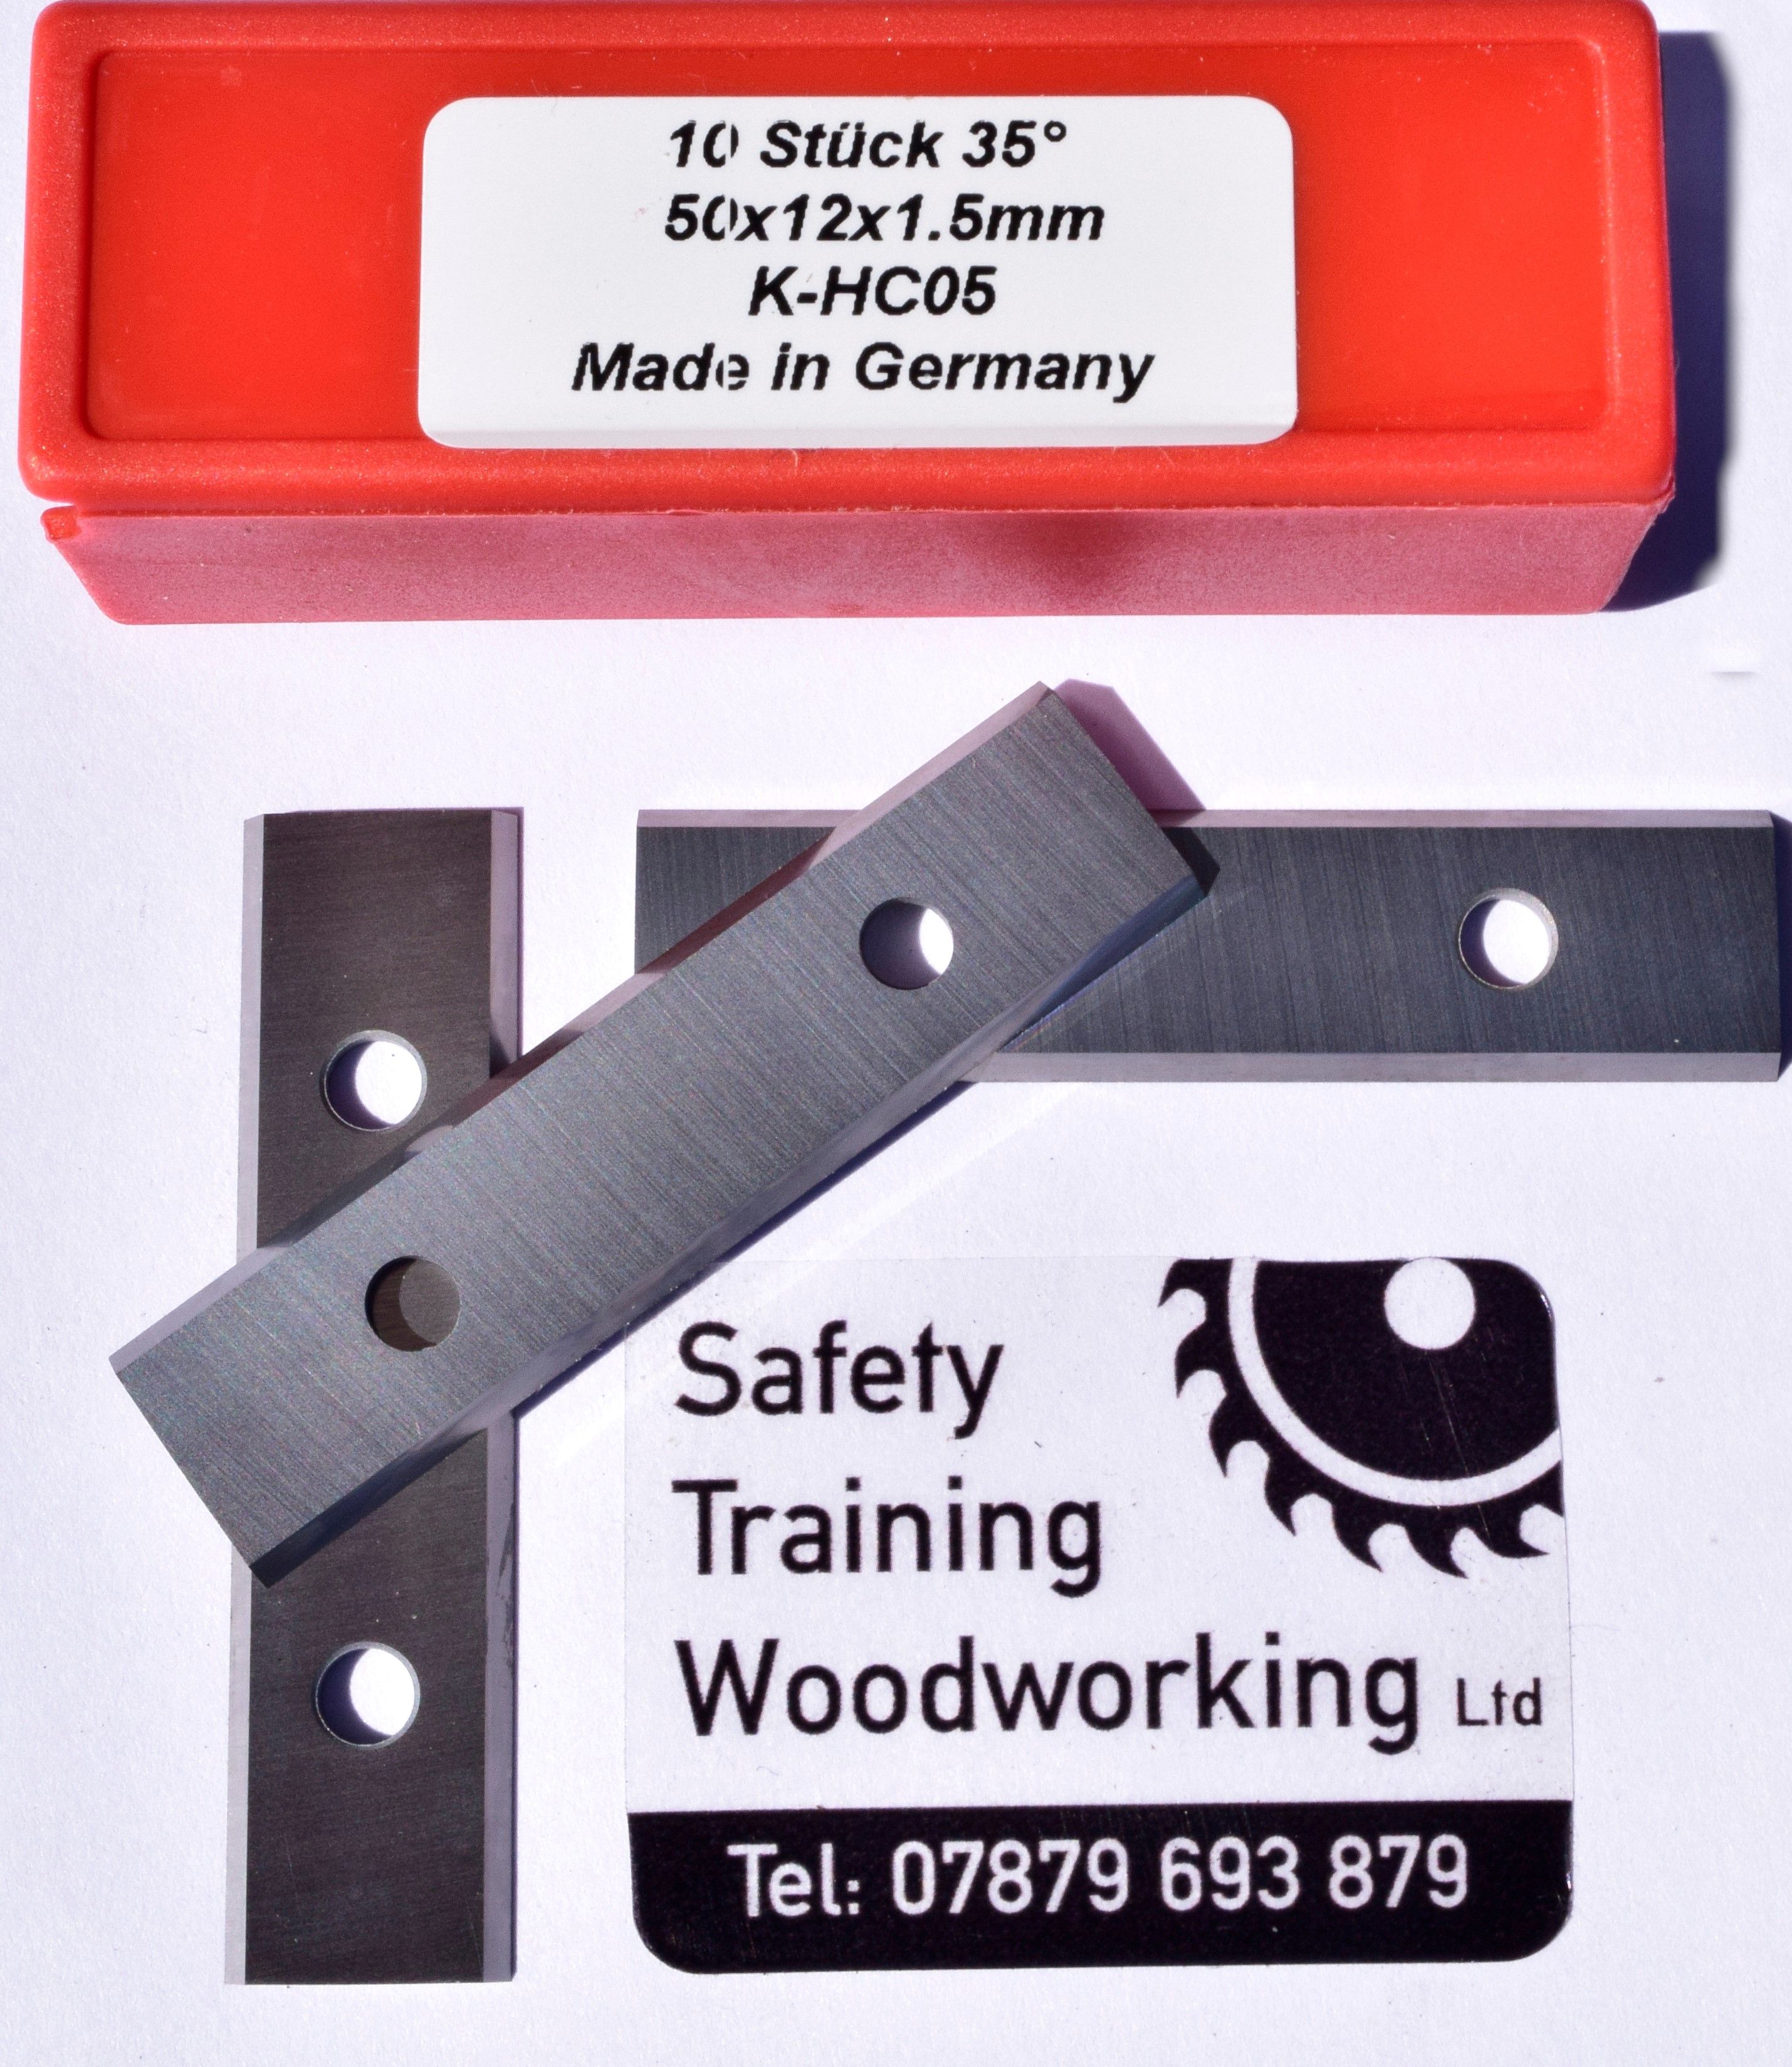 10 Stück 35°
50x12x1.5mm
K-HC05
Made in Germany
Safety
Training
Woodworking Ltd
Tel: 07879 693 879